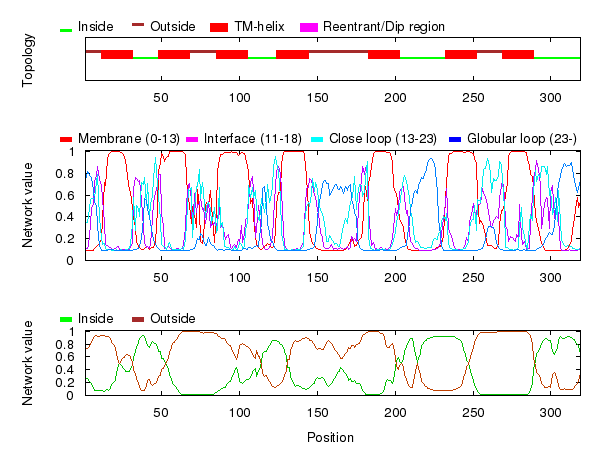 Inside Outside TM-helix Reentrant/Dip region
Topology
50 100 150 200 250 300
Membrane (0-13) Interface (11-18) Close loop (13-23) Globular loop (23-)
Network value
1
0.8
0.6
0.4
0.2
0
50 100 150 200 250 300
Inside Outside
Network value
1
0.8
0.6
0.4
0.2
0
50 100 150 200 250 300
Position